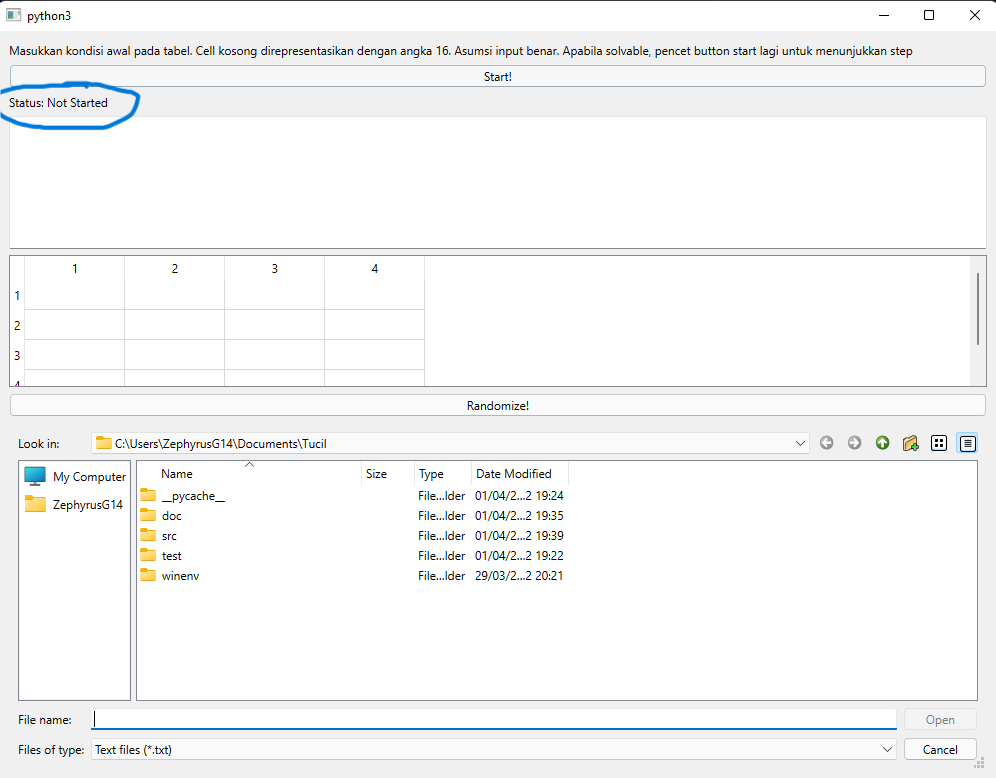 python3
Masukkan kondisi awal pada tabel. Cell kosong direpresentasikan dengan angka 16. Asumsi input benar. Apabila solvable, pencet button start lagi untuk menunjukkan step
Start!
Status: Not Started
1 2 3 4
1
2
3
4
Randomize!
Look in: C:\Users\ZephyrusG14\Documents\Tucil
My Computer
ZephyrusG14
Name Size Type Date Modified
__pycache__ File...lder 01/04/2...2 19:24
doc File...lder 01/04/2...2 19:35
src File...lder 01/04/2...2 19:39
test File...lder 01/04/2...2 19:22
winenv File...lder 29/03/2...2 20:21
File name: Open
Files of type: Text files (*.txt) Cancel